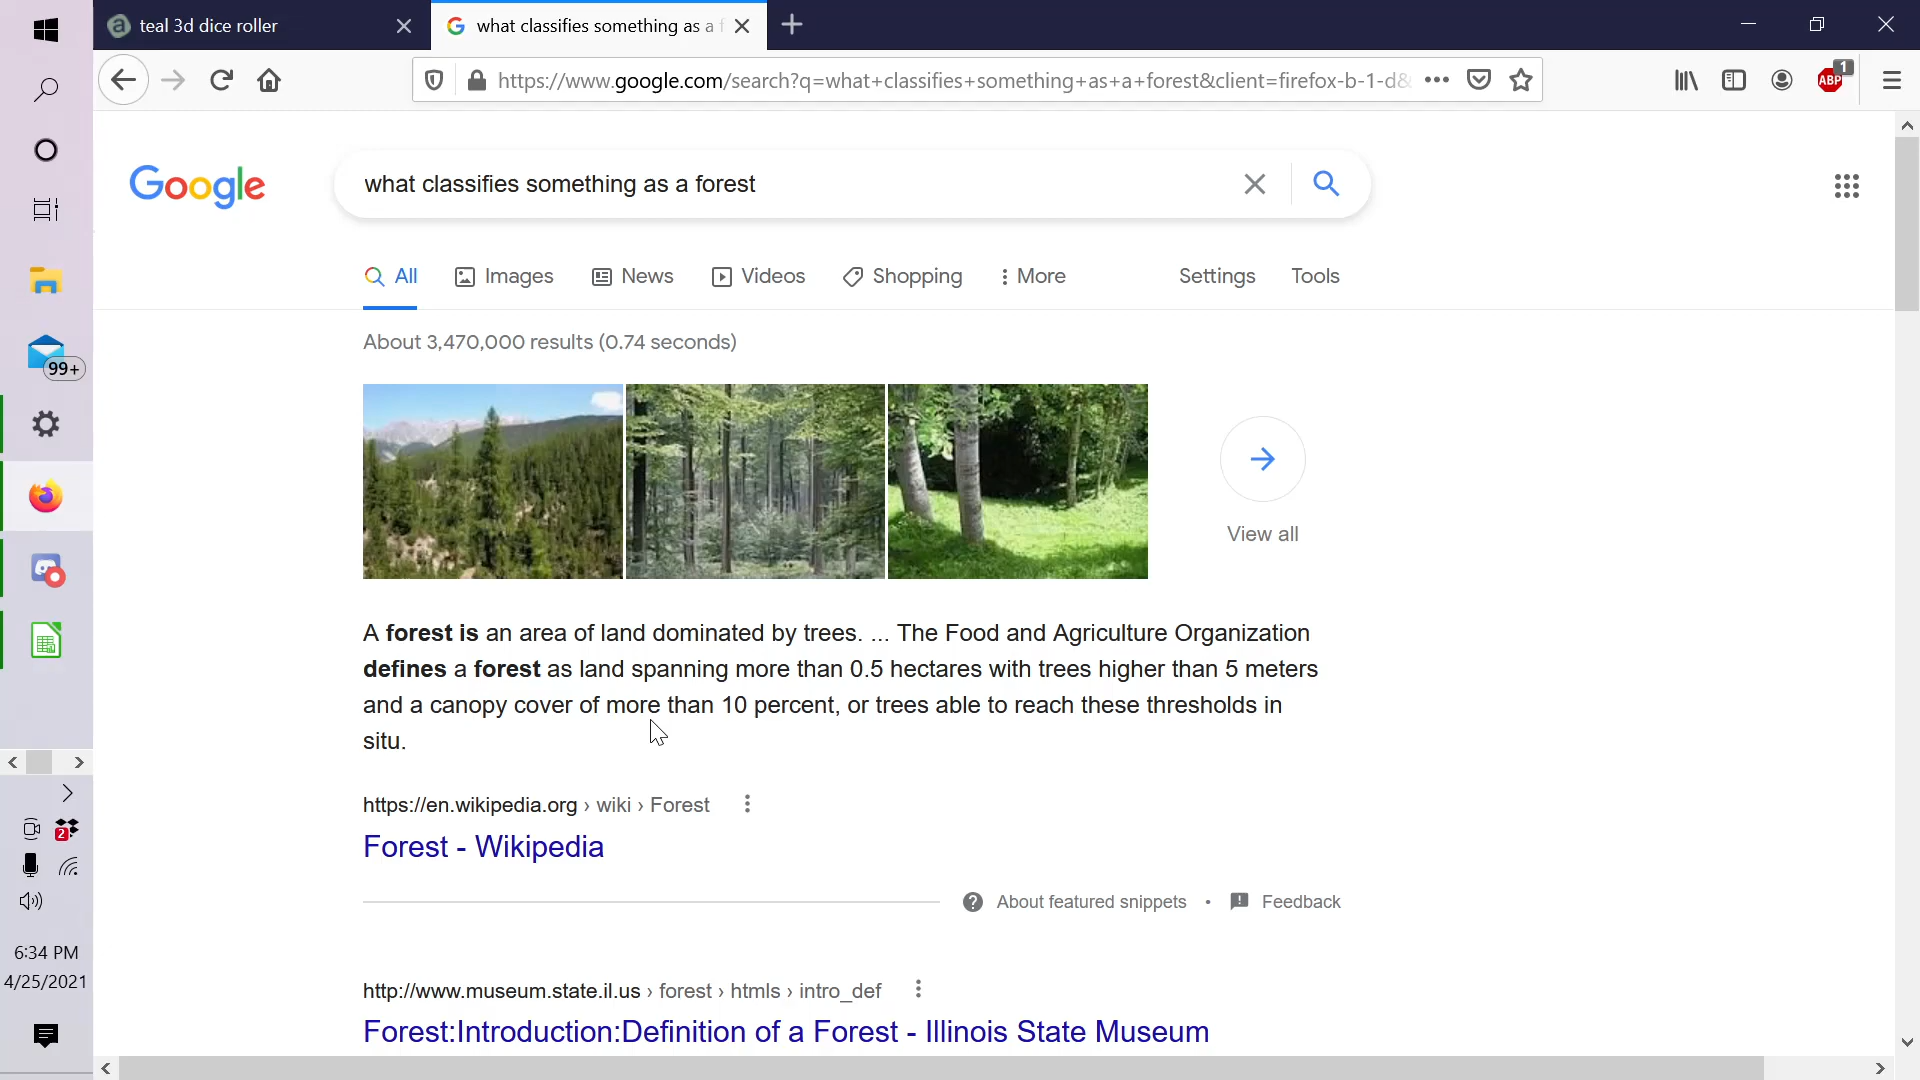 teal 3d dice roller
what classifies something as a f
https://www.google.com/search?q=what+classifies+something+as+a+forest&client=firefox-b-1-d&
ABP
1
Google
what classifies something as a forest
All
Images
News
Videos
Shopping
More
Settings
Tools
About 3,470,000 results (0.74 seconds)
View all
A forest is an area of land dominated by trees. ... The Food and Agriculture Organization
defines a forest as land spanning more than 0.5 hectares with trees higher than 5 meters
and a canopy cover of more than 10 percent, or trees able to reach these thresholds in
situ.
https://en.wikipedia.org › wiki › Forest
Forest - Wikipedia
About featured snippets
•
Feedback
http://www.museum.state.il.us › forest › htmls › intro_def
Forest:Introduction:Definition of a Forest - Illinois State Museum
99+
2
6:34 PM
4/25/2021